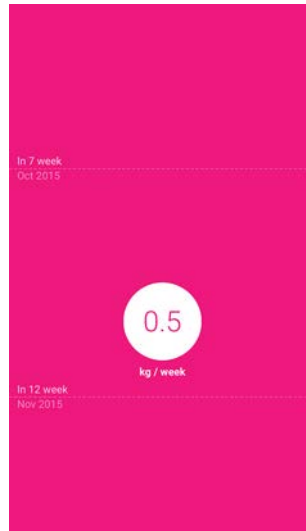 In 7 week
Oct 2015
0.5
kg / week
In 12 week
Nov 2015